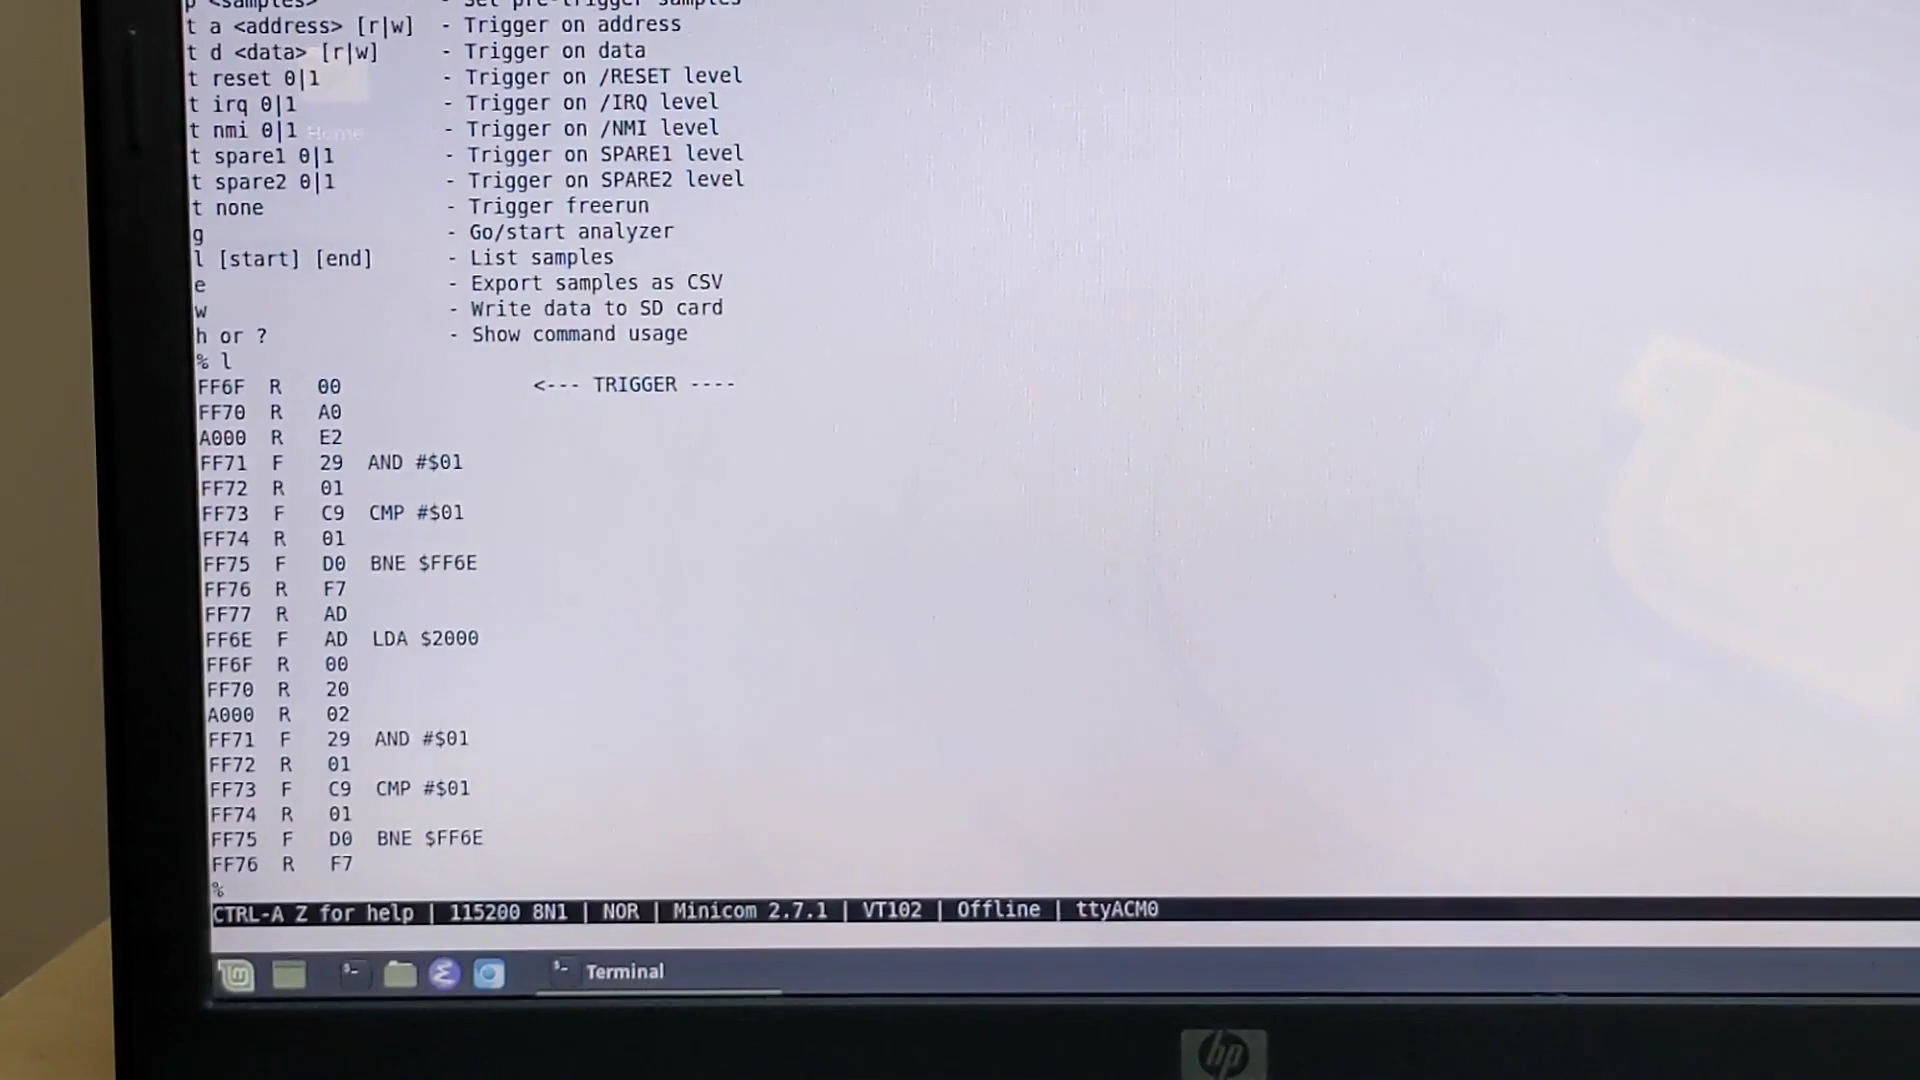 p <samples> - Set pre-trigger samples
t a <address> [r|w] - Trigger on address
t d <data> [r|w] - Trigger on data
t reset 0|1 - Trigger on /RESET level
t irq 0|1 - Trigger on /IRQ level
t nmi 0|1 - Trigger on /NMI level
Home
t spare1 0|1 - Trigger on SPARE1 level
t spare2 0|1 - Trigger on SPARE2 level
t none - Trigger freerun
g - Go/start analyzer
l [start] [end] - List samples
e - Export samples as CSV
w - Write data to SD card
h or ? - Show command usage
% l
FF6F R 00 <--- TRIGGER ----
FF70 R A0
A000 R E2
FF71 F 29 AND #$01
FF72 R 01
FF73 F C9 CMP #$01
FF74 R 01
FF75 F D0 BNE $FF6E
FF76 R F7
FF77 R AD
FF6E F AD LDA $2000
FF6F R 00
FF70 R 20
A000 R 02
FF71 F 29 AND #$01
FF72 R 01
FF73 F C9 CMP #$01
FF74 R 01
FF75 F D0 BNE $FF6E
FF76 R F7
%
CTRL-A Z for help | 115200 8N1 | NOR | Minicom 2.7.1 | VT102 | Offline | ttyACM0
Terminal
hp